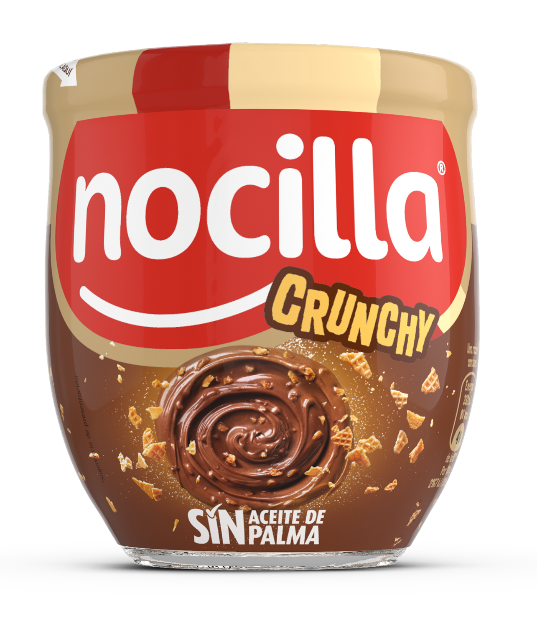 nocilla®
CRUNCHY
SIN ACEITE DE
PALMA